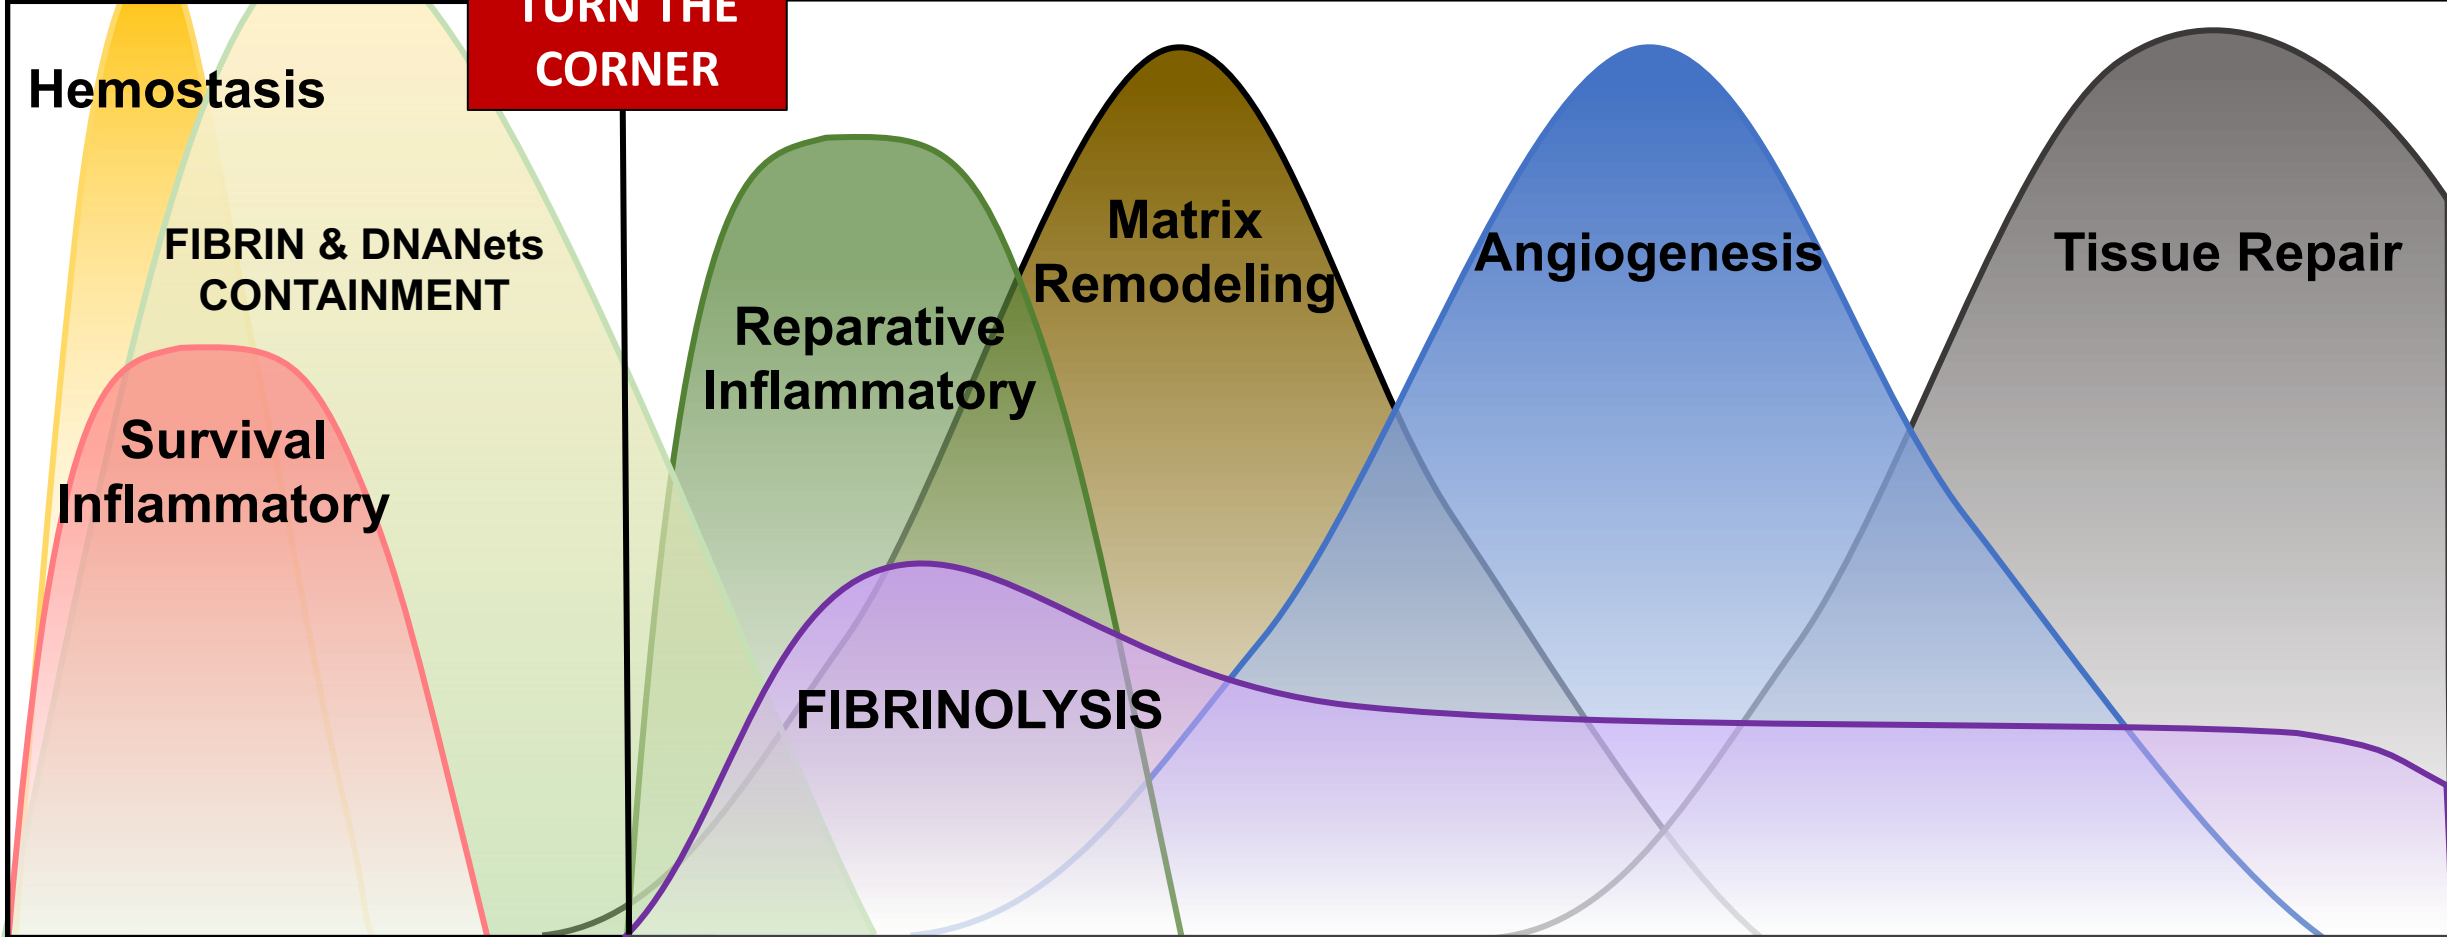 TURN THE
CORNER
Hemostasis
FIBRIN & DNANets
CONTAINMENT
Survival
Inflammatory
Reparative
Inflammatory
Matrix
Remodeling
Angiogenesis
Tissue Repair
FIBRINOLYSIS